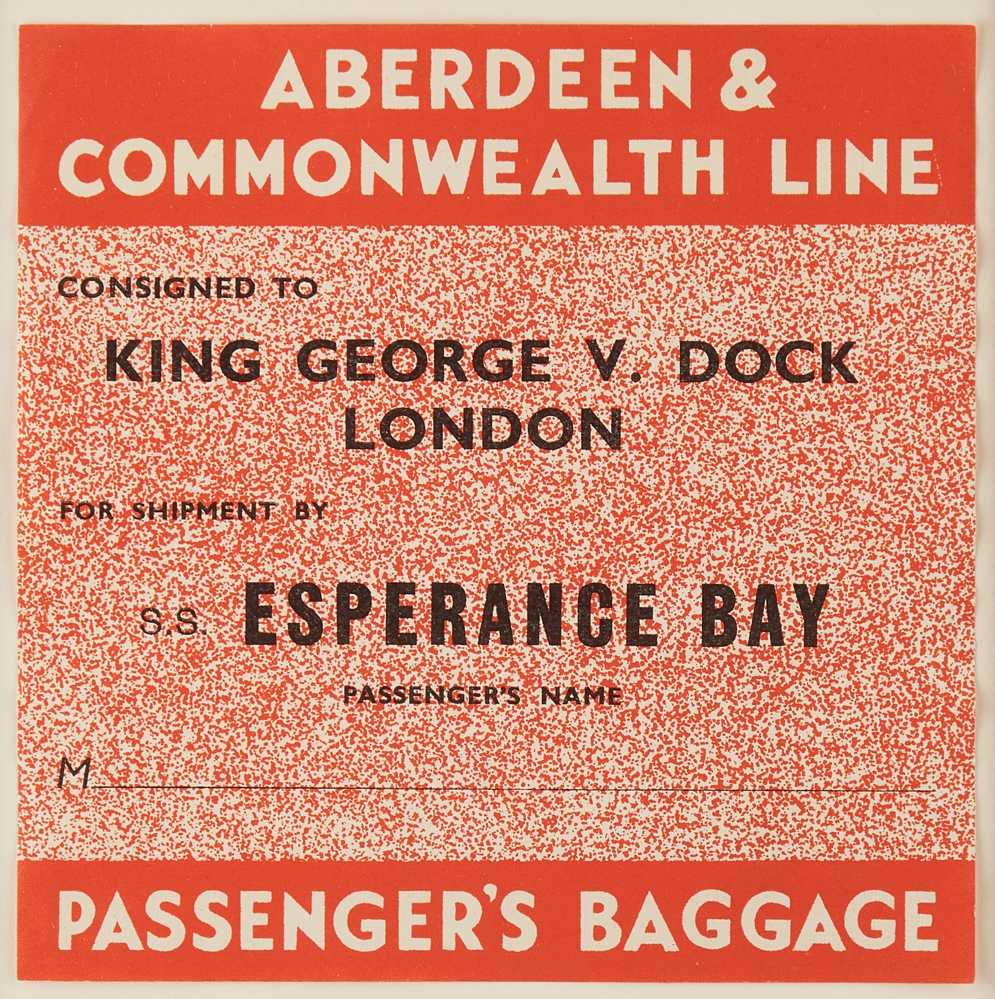 ABERDEEN &
COMMONWEALTH LINE
CONSIGNED TO
KING GEORGE V. DOCK
LONDON
FOR SHIPMENT BY
S.S. ESPERANCE BAY
PASSENGER'S NAME
M
PASSENGER'S BAGGAGE